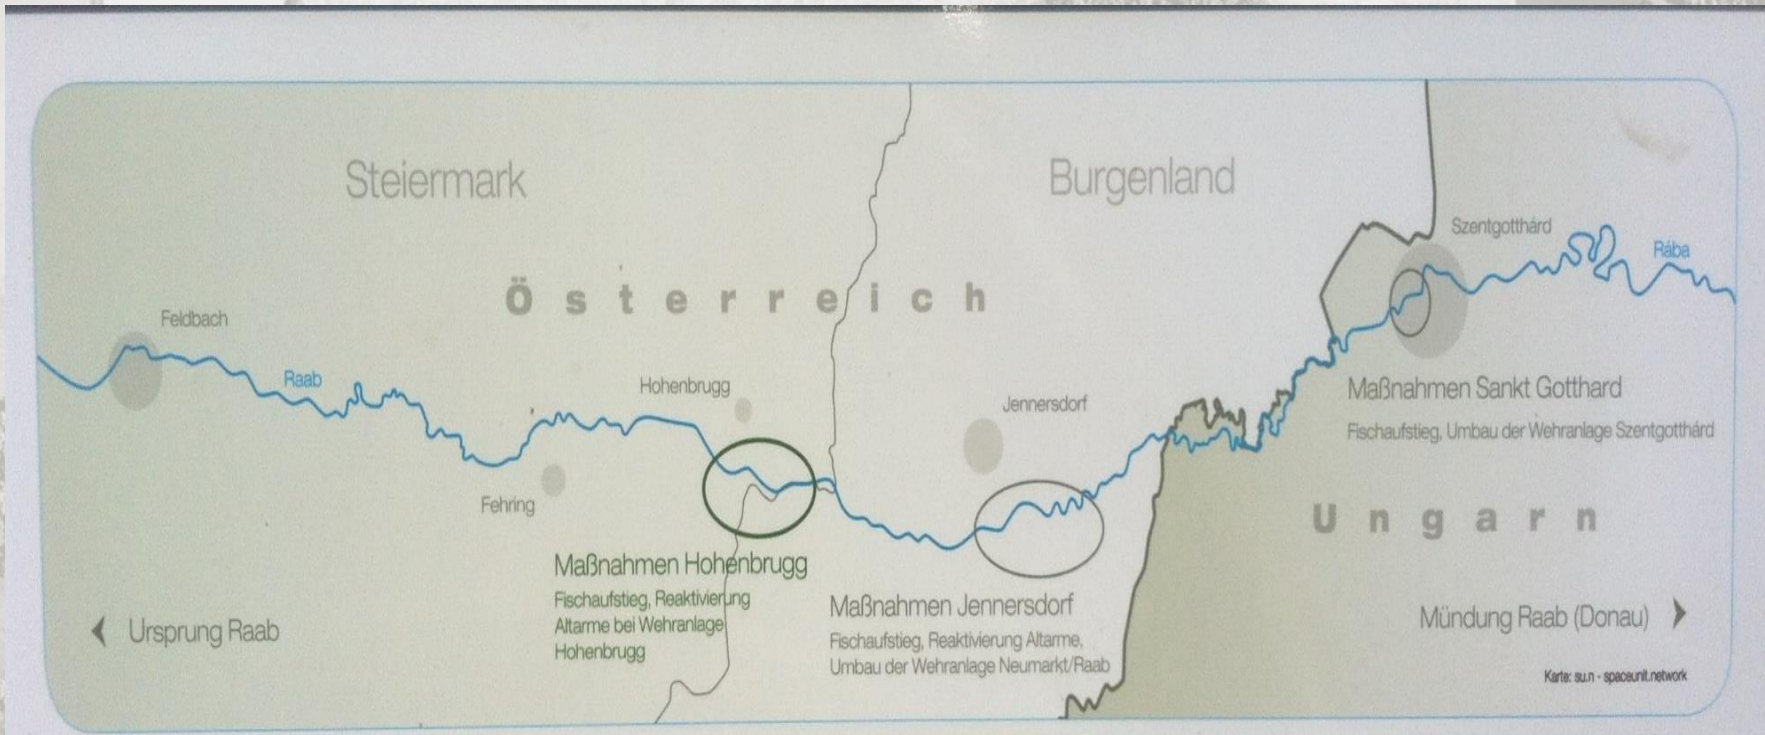 Steiermark
Burgenland
Österreich
Szentgotthárd
Rába
Feldbach
Raab
Hohenbrugg
Jennersdorf
Fehring
Maßnahmen Sankt Gotthard
Fischaufstieg, Umbau der Wehranlage Szentgotthárd
Ungarn
Maßnahmen Hohenbrugg
Fischaufstieg, Reaktivierung
Altarme bei Wehranlage
Hohenbrugg
Maßnahmen Jennersdorf
Fischaufstieg, Reaktivierung Altarme,
Umbau der Wehranlage Neumarkt/Raab
Ursprung Raab
Mündung Raab (Donau)
Karte: su.n - spaceunit.network